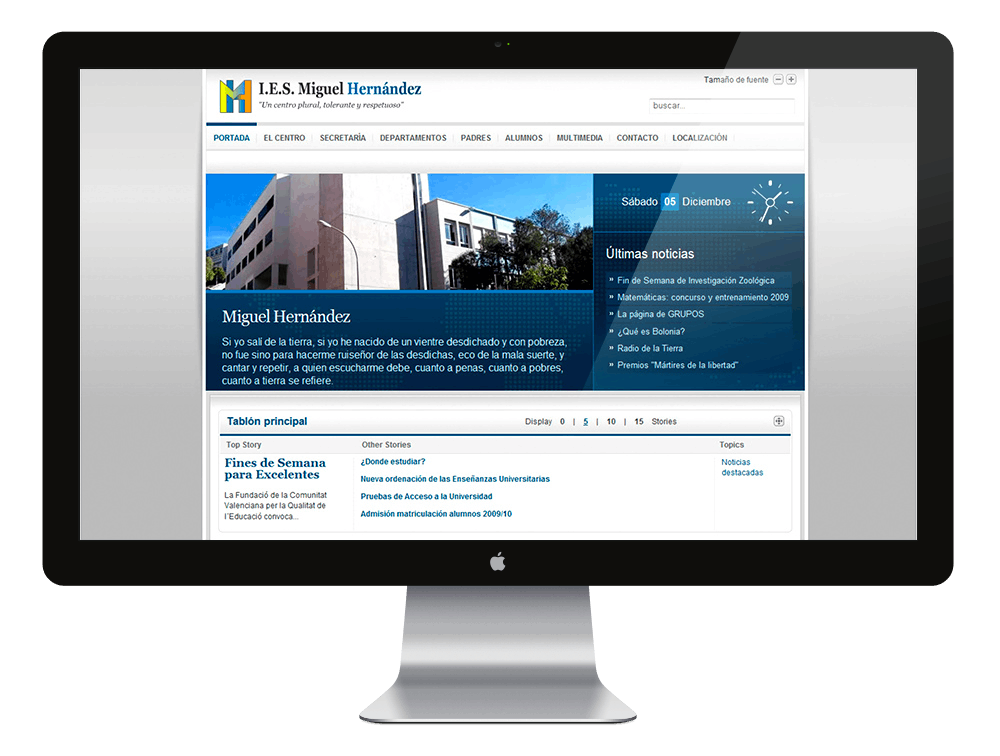 I.E.S. Miguel Hernández
"Un centro plural, tolerante y respetuoso"
Tamaño de fuente
buscar...
PORTADA EL CENTRO SECRETARÍA DEPARTAMENTOS PADRES ALUMNOS MULTIMEDIA CONTACTO LOCALIZACIÓN
Sábado 05 Diciembre
Últimas noticias
» Fin de Semana de Investigación Zoológica
» Matemáticas: concurso y entrenamiento 2009
» La página de GRUPOS
» ¿Qué es Bolonia?
» Radio de la Tierra
» Premios "Mártires de la libertad"
Miguel Hernández
Si yo salí de la tierra, si yo he nacido de un vientre desdichado y con pobreza,
no fue sino para hacerme ruiseñor de las desdichas, eco de la mala suerte, y
cantar y repetir, a quien escucharme debe, cuanto a penas, cuanto a pobres,
cuanto a tierra se refiere.
Tablón principal
Display 0 | 5 | 10 | 15 Stories
Top Story
Other Stories
Topics
Fines de Semana
para Excelentes
La Fundació de la Comunitat
Valenciana per la Qualitat de
l'Educació convoca...
¿Donde estudiar?
Nueva ordenación de las Enseñanzas Universitarias
Pruebas de Acceso a la Universidad
Admisión matriculación alumnos 2009/10
Noticias
destacadas